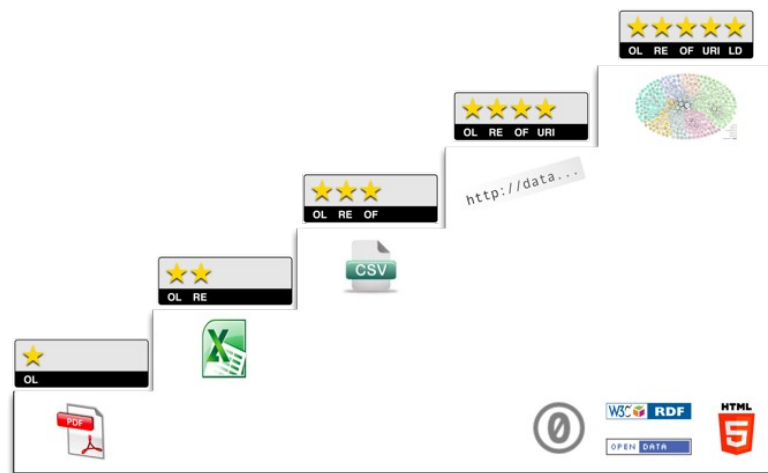 OL RE OF URI LD
OL RE OF URI
http://data...
OL RE OF
CSV
OL RE
X
OL
PDF
0
W3C RDF
HTML
5
OPEN DATA